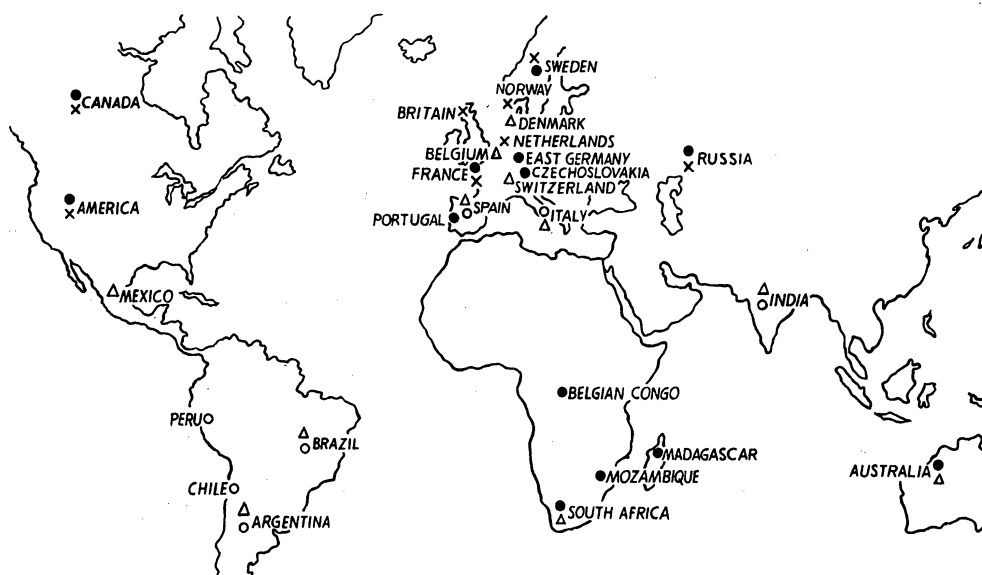 SWEDEN
NORWAY
CANADA
BRITAIN
DENMARK
NETHERLANDS
BELGIUM
EAST GERMANY
RUSSIA
FRANCE
CZECHOSLOVAKIA
SWITZERLAND
AMERICA
SPAIN
PORTUGAL
ITALY
MEXICO
INDIA
BELGIAN CONGO
PERU
BRAZIL
MADAGASCAR
AUSTRALIA
MOZAMBIQUE
CHILE
SOUTH AFRICA
ARGENTINA